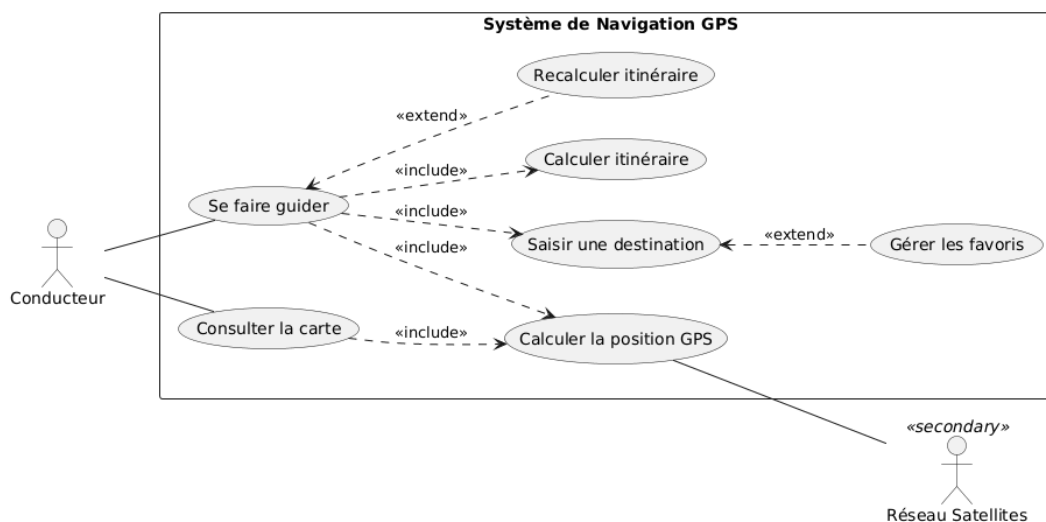 Système de Navigation GPS
Recalculer itinéraire
«extend»
Calculer itinéraire
«include»
Se faire guider
«include»
Saisir une destination
«extend»
Gérer les favoris
«include»
Conducteur
Consulter la carte
«include»
Calculer la position GPS
«secondary»
Réseau Satellites